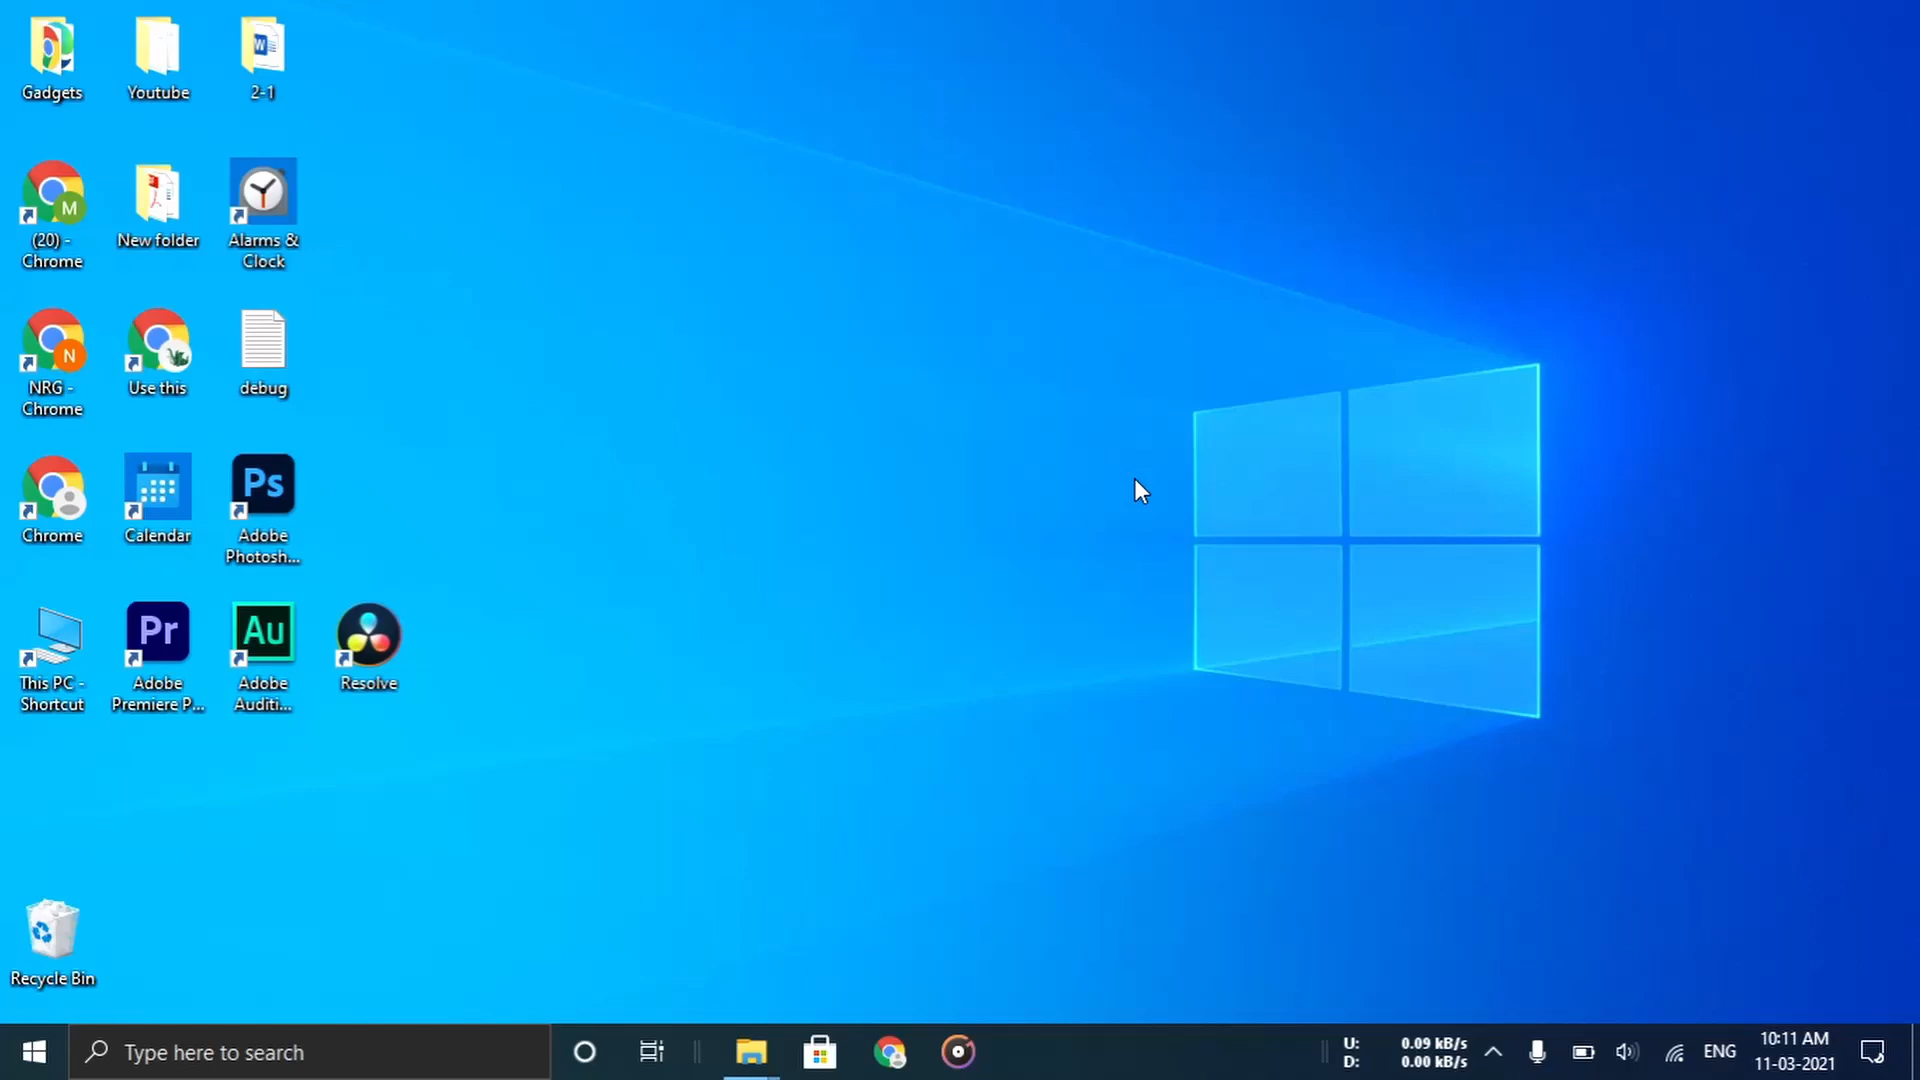 Gadgets
Youtube
W
2-1
M
(20) -
Chrome
New folder
Alarms &
Clock
N
NRG -
Chrome
Use this
debug
Chrome
Calendar
Ps
Adobe
Photosh...
This PC -
Shortcut
Pr
Adobe
Premiere P...
Au
Adobe
Auditi...
Resolve
Recycle Bin
Type here to search
U: 0.09 kB/s
D: 0.00 kB/s
ENG
10:11 AM
11-03-2021